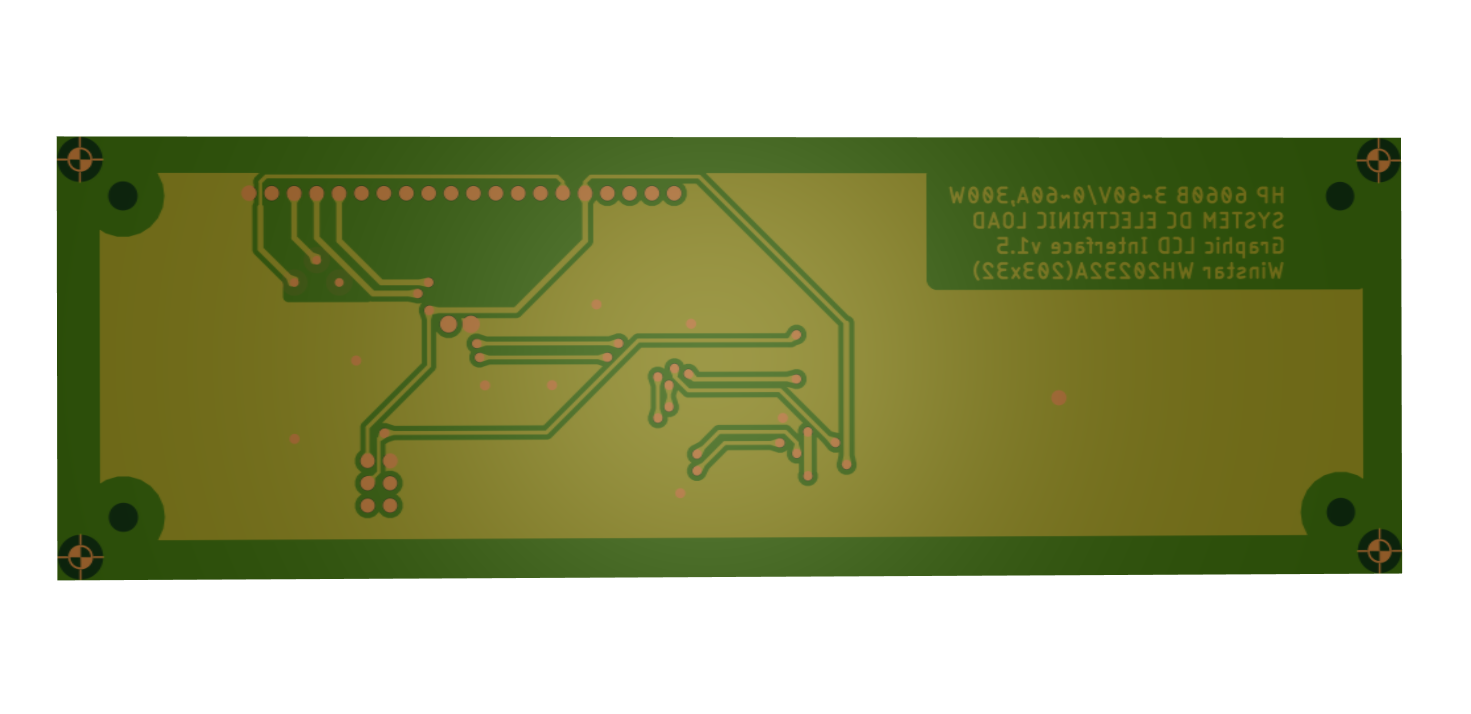 HP 6060B 3~60V/0~60A,300W
SYSTEM DC ELECTRINIC LOAD
Graphic LCD Interface v1.5
Winstar WH20232A(203x32)